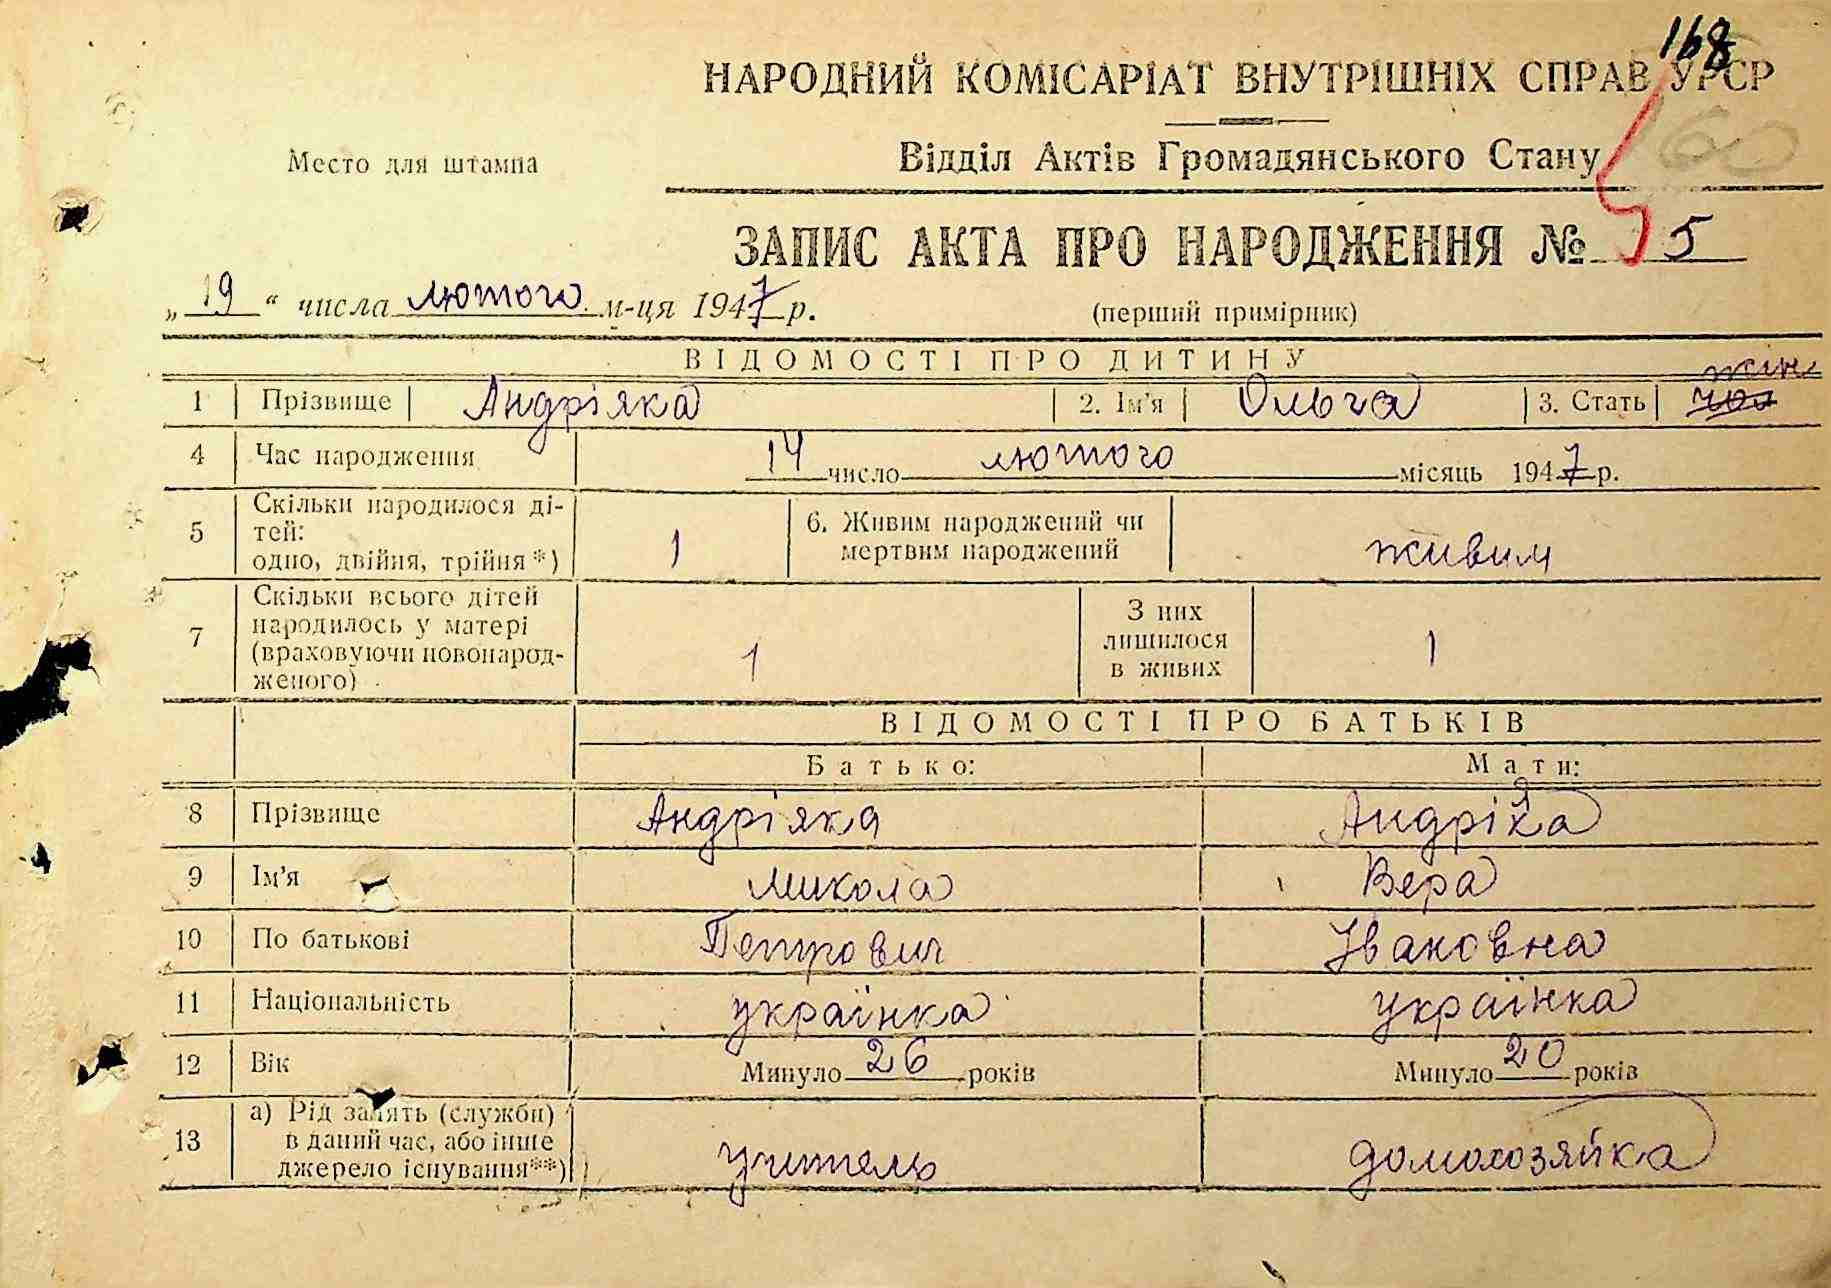 168
НАРОДНИЙ КОМІСАРІАТ ВНУТРІШНІХ СПРАВ УРСР
60
Место для штампа
Відділ Актів Громадянського Стану
ЗАПИС АКТА ПРО НАРОДЖЕННЯ № 5
„19“ числа лютого м-ця 1947 р.
(перший примірник)
ВІДОМОСТІ ПРО ДИТИНУ
1 Прізвище Андріяка 2. Ім'я Ольга 3. Стать чол жін
4 Час народження 14 число лютого місяць 1947 р.
5 Скільки народилося ді-
тей:
одно, двійня, трійня *) 1
6. Живим народжений чи
мертвим народжений живим
7 Скільки всього дітей
народилось у матері
(враховуючи новонарод-
женого) 1
З них
лишилося
в живих 1
ВІДОМОСТІ ПРО БАТЬКІВ
Батько: Мати:
8 Прізвище Андріяка Андріяка
9 Ім'я Микола Вера
10 По батькові Петрович Івановна
11 Національність українка українка
12 Вік Минуло 26 років Минуло 20 років
13 а) Рід занять (служби)
в даний час, або інше
джерело існування**) учитель домохозяйка